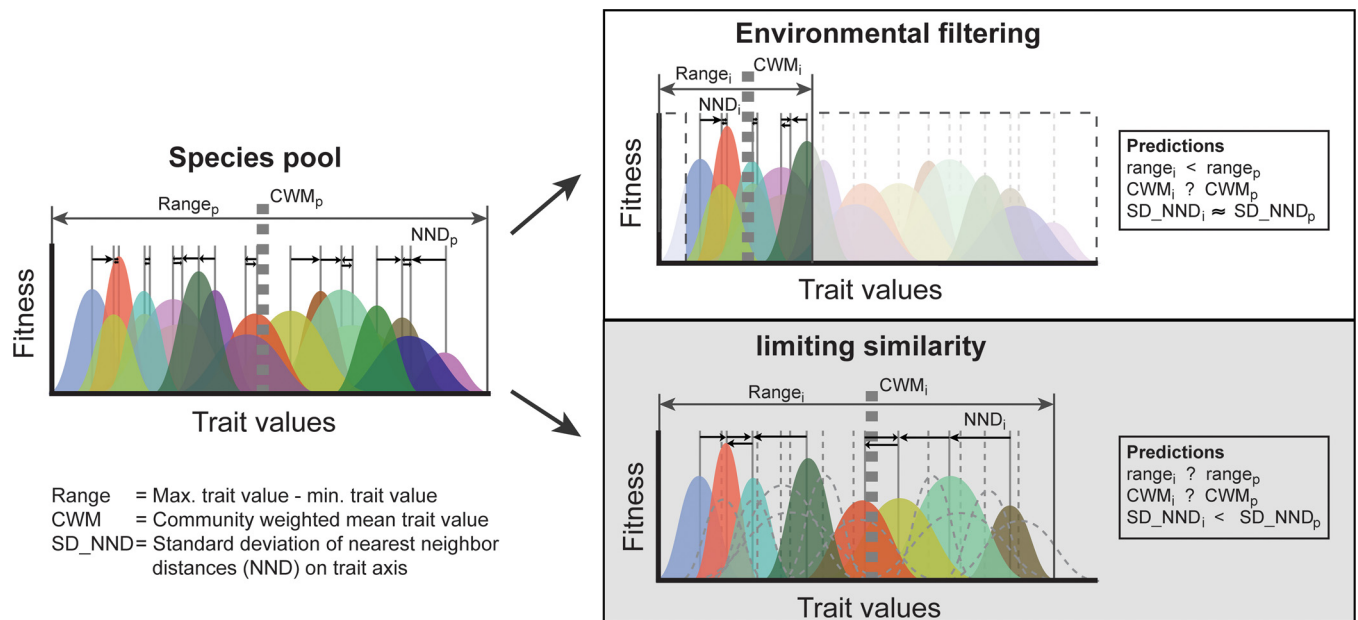 Species pool
Range_p
CWM_p
NND_p
Fitness
Trait values
Range = Max. trait value - min. trait value
CWM = Community weighted mean trait value
SD_NND = Standard deviation of nearest neighbor
distances (NND) on trait axis
Environmental filtering
Range_i
CWM_i
NND_i
Fitness
Trait values
Predictions
range_i < range_p
CWM_i ? CWM_p
SD_NND_i ≈ SD_NND_p
limiting similarity
Range_i
CWM_i
NND_i
Fitness
Trait values
Predictions
range_i ? range_p
CWM_i ? CWM_p
SD_NND_i < SD_NND_p